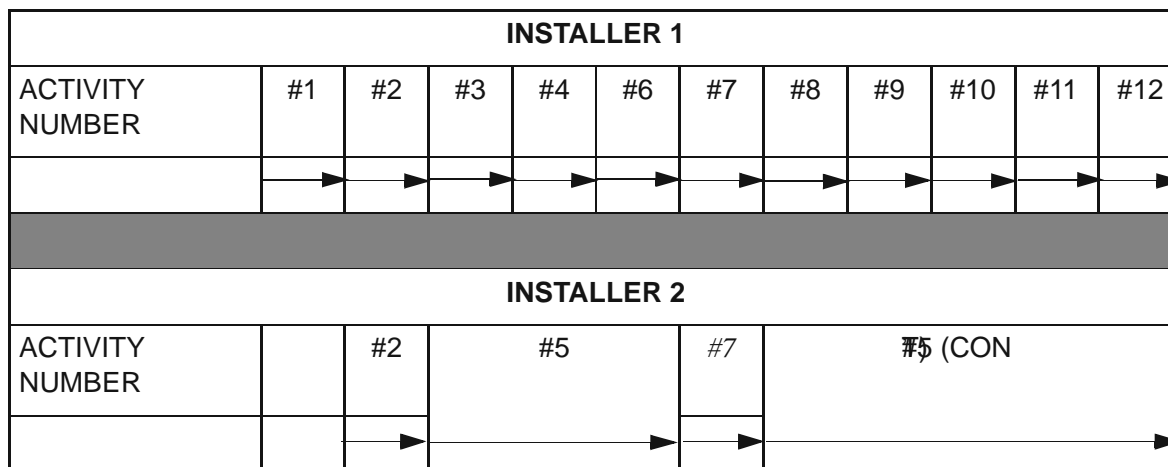 INSTALLER 1
ACTIVITY NUMBER #1 #2 #3 #4 #6 #7 #8 #9 #10 #11 #12
INSTALLER 2
ACTIVITY NUMBER #2 #5 #7 #5 (CON